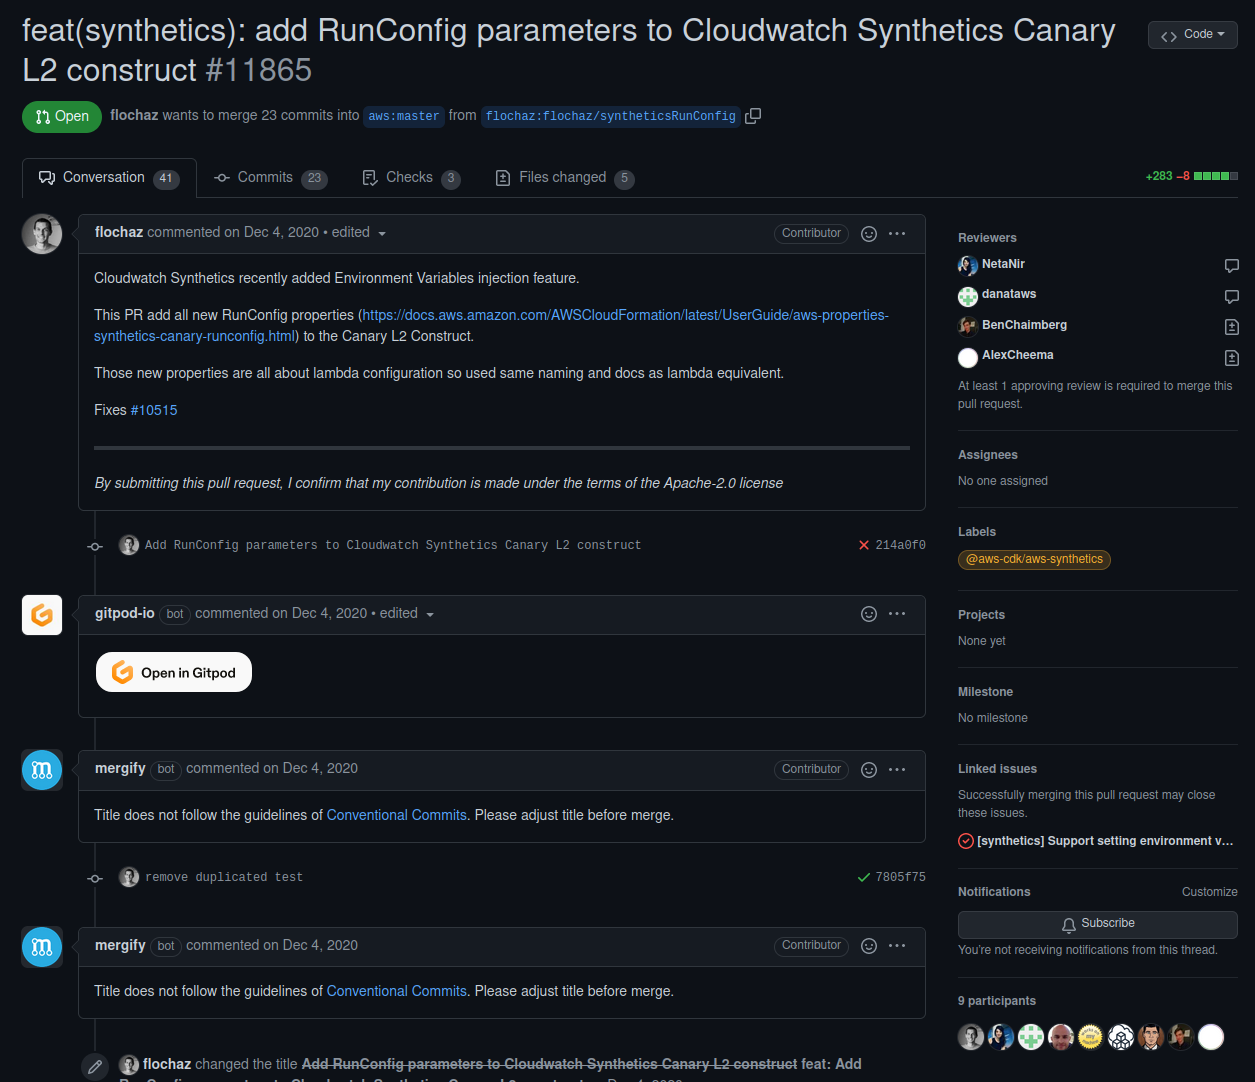 feat(synthetics): add RunConfig parameters to Cloudwatch Synthetics Canary
L2 construct #11865
Code
Open
flochaz wants to merge 23 commits into aws:master from flochaz:flochaz/syntheticsRunConfig
Conversation 41
Commits 23
Checks 3
Files changed 5
+283 −8
flochaz commented on Dec 4, 2020 • edited
Contributor
Cloudwatch Synthetics recently added Environment Variables injection feature.
This PR add all new RunConfig properties (https://docs.aws.amazon.com/AWSCloudFormation/latest/UserGuide/aws-properties-
synthetics-canary-runconfig.html) to the Canary L2 Construct.
Those new properties are all about lambda configuration so used same naming and docs as lambda equivalent.
Fixes #10515
By submitting this pull request, I confirm that my contribution is made under the terms of the Apache-2.0 license
Add RunConfig parameters to Cloudwatch Synthetics Canary L2 construct
214a0f0
gitpod-io bot commented on Dec 4, 2020 • edited
Open in Gitpod
mergify bot commented on Dec 4, 2020
Contributor
Title does not follow the guidelines of Conventional Commits. Please adjust title before merge.
remove duplicated test
7805f75
mergify bot commented on Dec 4, 2020
Contributor
Title does not follow the guidelines of Conventional Commits. Please adjust title before merge.
flochaz changed the title Add RunConfig parameters to Cloudwatch Synthetics Canary L2 construct feat: Add
Reviewers
NetaNir
danataws
BenChaimberg
AlexCheema
At least 1 approving review is required to merge this
pull request.
Assignees
No one assigned
Labels
@aws-cdk/aws-synthetics
Projects
None yet
Milestone
No milestone
Linked issues
Successfully merging this pull request may close
these issues.
[synthetics] Support setting environment v…
Notifications
Customize
Subscribe
You're not receiving notifications from this thread.
9 participants